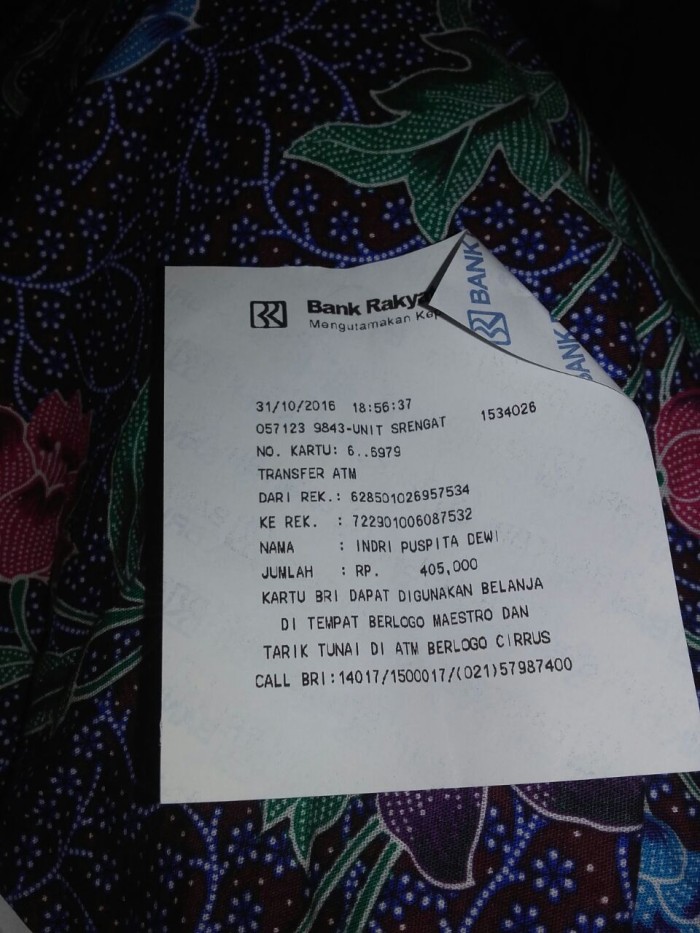 Bank Rakya
Mengutamakan Ke
31/10/2016 18:56:37
1534026
057123 9843-UNIT SRENGAT
NO. KARTU: 6..6979
TRANSFER ATM
DARI REK.: 628501026957534
KE REK. : 722901006087532
NAMA : INDRI PUSPITA DEWI
JUMLAH : RP. 405,000
KARTU BRI DAPAT DIGUNAKAN BELANJA
DI TEMPAT BERLOGO MAESTRO DAN
TARIK TUNAI DI ATM BERLOGO CIRRUS
CALL BRI:14017/1500017/(021)57987400
BANK
BANK